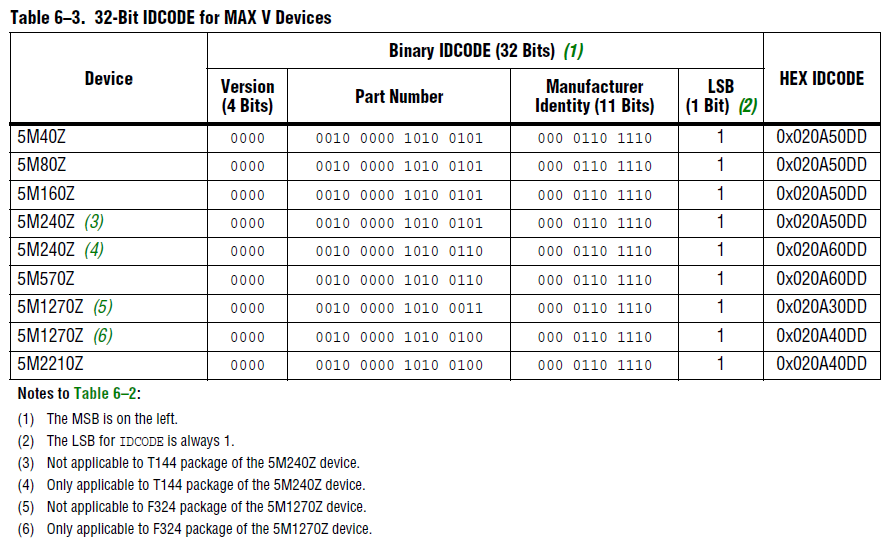 Table 6–3. 32-Bit IDCODE for MAX V Devices
Device
Binary IDCODE (32 Bits) (1)
HEX IDCODE
Version (4 Bits)
Part Number
Manufacturer Identity (11 Bits)
LSB (1 Bit) (2)
5M40Z 0000 0010 0000 1010 0101 000 0110 1110 1 0x020A50DD
5M80Z 0000 0010 0000 1010 0101 000 0110 1110 1 0x020A50DD
5M160Z 0000 0010 0000 1010 0101 000 0110 1110 1 0x020A50DD
5M240Z (3) 0000 0010 0000 1010 0101 000 0110 1110 1 0x020A50DD
5M240Z (4) 0000 0010 0000 1010 0110 000 0110 1110 1 0x020A60DD
5M570Z 0000 0010 0000 1010 0110 000 0110 1110 1 0x020A60DD
5M1270Z (5) 0000 0010 0000 1010 0011 000 0110 1110 1 0x020A30DD
5M1270Z (6) 0000 0010 0000 1010 0100 000 0110 1110 1 0x020A40DD
5M2210Z 0000 0010 0000 1010 0100 000 0110 1110 1 0x020A40DD
Notes to Table 6–2:
(1) The MSB is on the left.
(2) The LSB for IDCODE is always 1.
(3) Not applicable to T144 package of the 5M240Z device.
(4) Only applicable to T144 package of the 5M240Z device.
(5) Not applicable to F324 package of the 5M1270Z device.
(6) Only applicable to F324 package of the 5M1270Z device.